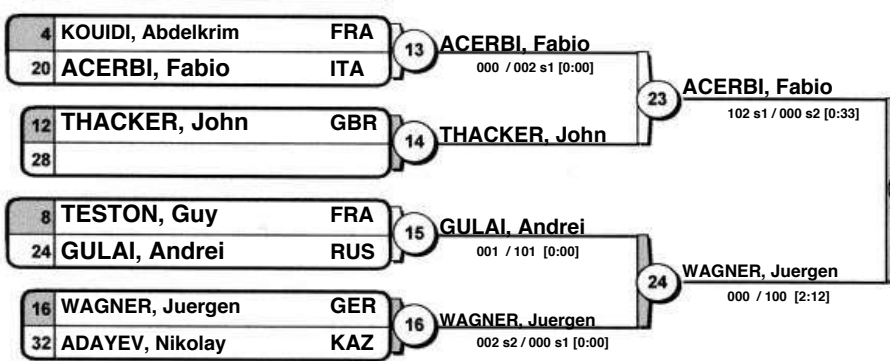 4 KOUIDI, Abdelkrim FRA
20 ACERBI, Fabio ITA
13 ACERBI, Fabio
000 / 002 s1 [0:00]
12 THACKER, John GBR
28
14 THACKER, John
23 ACERBI, Fabio
102 s1 / 000 s2 [0:33]
8 TESTON, Guy FRA
24 GULAI, Andrei RUS
15 GULAI, Andrei
001 / 101 [0:00]
16 WAGNER, Juergen GER
32 ADAYEV, Nikolay KAZ
16 WAGNER, Juergen
002 s2 / 000 s1 [0:00]
24 WAGNER, Juergen
000 / 100 [2:12]